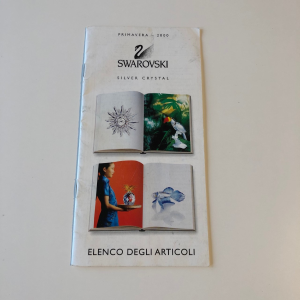 PRIMAVERA - 2000
SWAROVSKI
SILVER CRYSTAL
ELENCO DEGLI ARTICOLI